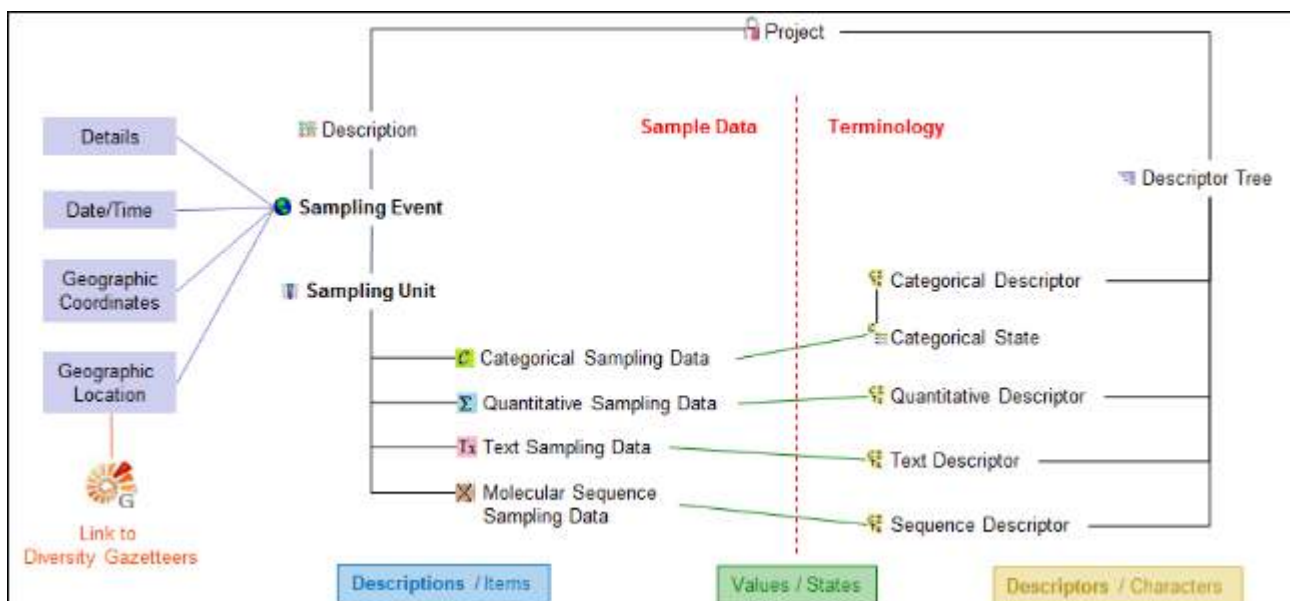 Project
Description
Sample Data
Terminology
Details
Date/Time
Geographic
Coordinates
Geographic
Location
G
Link to
Diversity Gazetteers
Sampling Event
Sampling Unit
C Categorical Sampling Data
Σ Quantitative Sampling Data
Tx Text Sampling Data
Molecular Sequence
Sampling Data
Descriptor Tree
Categorical Descriptor
Categorical State
Quantitative Descriptor
Text Descriptor
Sequence Descriptor
Descriptions / Items
Values / States
Descriptors / Characters